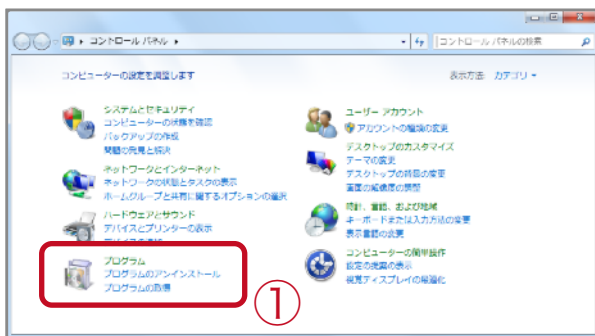 コントロール パネル
コントロール パネルの検索
コンピューターの設定を調整します
表示方法: カテゴリ
システムとセキュリティ
コンピューターの状態を確認
バックアップの作成
問題の発見と解決
ネットワークとインターネット
ネットワークの状態とタスクの表示
ホームグループと共有に関するオプションの選択
ハードウェアとサウンド
デバイスとプリンターの表示
デバイスの追加
プログラム
プログラムのアンインストール
プログラムの取得
①
ユーザー アカウント
アカウントの種類の変更
デスクトップのカスタマイズ
テーマの変更
デスクトップの背景の変更
画面の解像度の調整
時計、言語、および地域
キーボードまたは入力方法の変更
表示言語の変更
コンピューターの簡単操作
設定の提案の表示
視覚ディスプレイの最適化